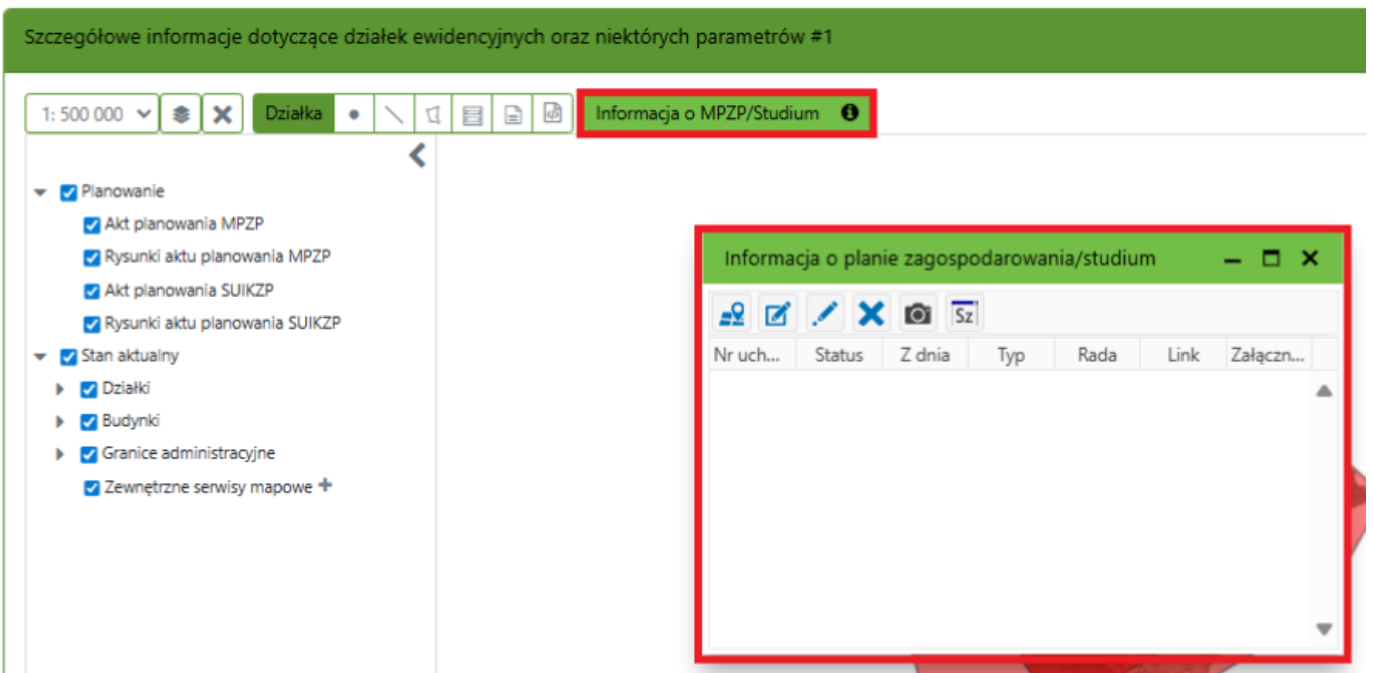 Szczegółowe informacje dotyczące działek ewidencyjnych oraz niektórych parametrów #1
1: 500 000 Działka Informacja o MPZP/Studium
Planowanie
Akt planowania MPZP
Rysunki aktu planowania MPZP
Akt planowania SUIKZP
Rysunki aktu planowania SUIKZP
Stan aktualny
Działki
Budynki
Granice administracyjne
Zewnętrzne serwisy mapowe
Informacja o planie zagospodarowania/studium
Sz
Nr uch... Status Z dnia Typ Rada Link Załączn...